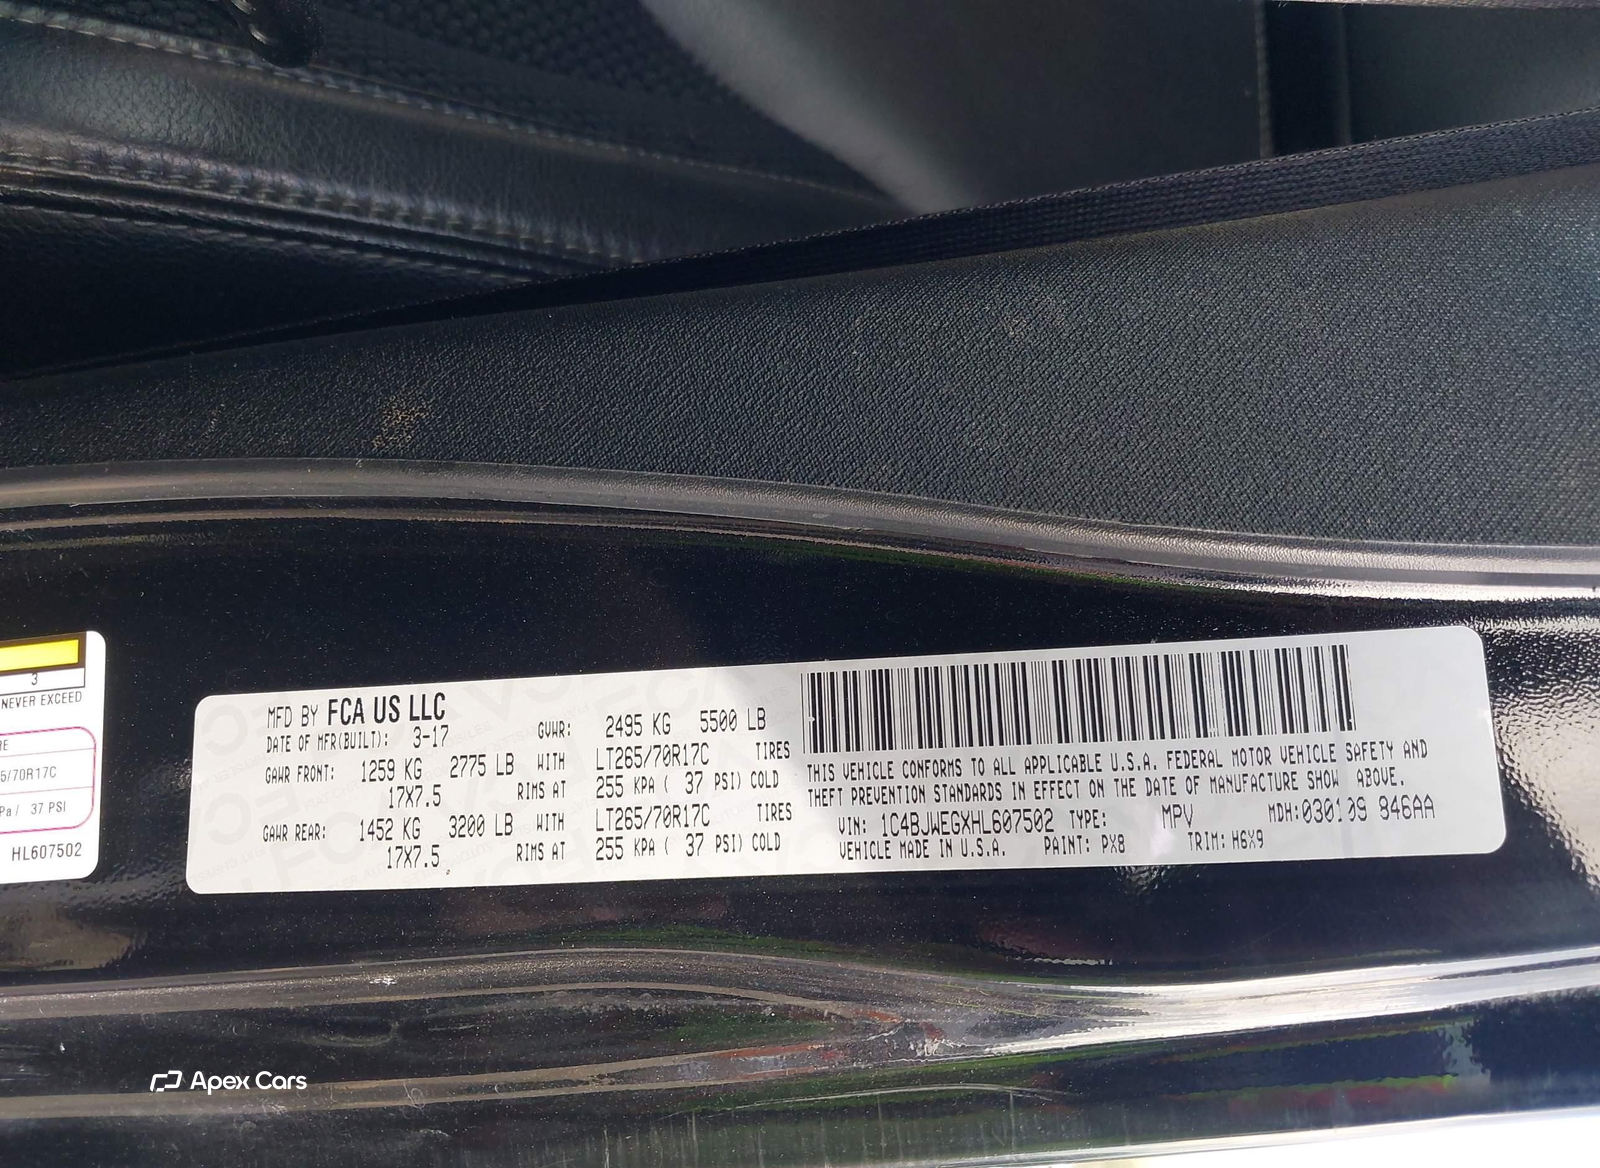 3
NEVER EXCEED
RE
5/70R17C
Pa / 37 PSI
HL607502
MFD BY FCA US LLC
DATE OF MFR(BUILT): 3-17 GVWR: 2495 KG 5500 LB
GAWR FRONT: 1259 KG 2775 LB WITH LT265/70R17C TIRES
17X7.5 RIMS AT 255 KPA ( 37 PSI) COLD
GAWR REAR: 1452 KG 3200 LB WITH LT265/70R17C TIRES
17X7.5 RIMS AT 255 KPA ( 37 PSI) COLD
THIS VEHICLE CONFORMS TO ALL APPLICABLE U.S.A. FEDERAL MOTOR VEHICLE SAFETY AND
THEFT PREVENTION STANDARDS IN EFFECT ON THE DATE OF MANUFACTURE SHOW ABOVE.
VIN: 1C4BJWEGXHL607502 TYPE: MPV MDH:030109 846AA
VEHICLE MADE IN U.S.A. PAINT: PX8 TRIM: H6X9
Apex Cars